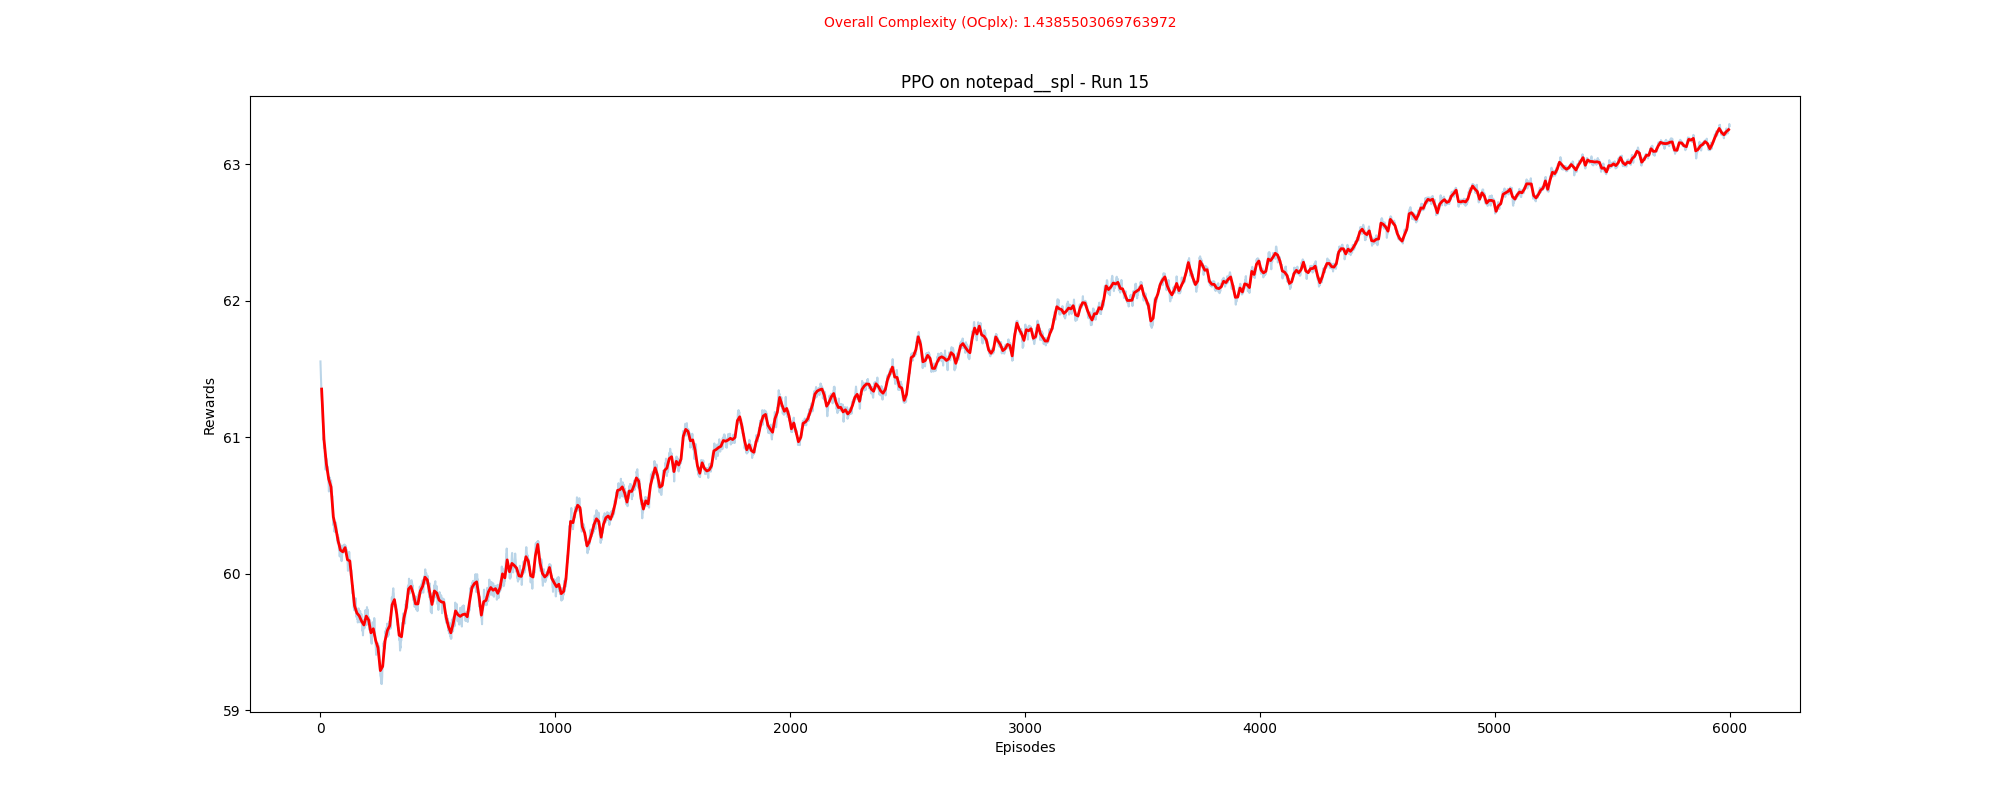 Overall Complexity (OCplx): 1.4385503069763972
PPO on notepad__spl - Run 15
Rewards
63
62
61
60
59
0 1000 2000 3000 4000 5000 6000
Episodes